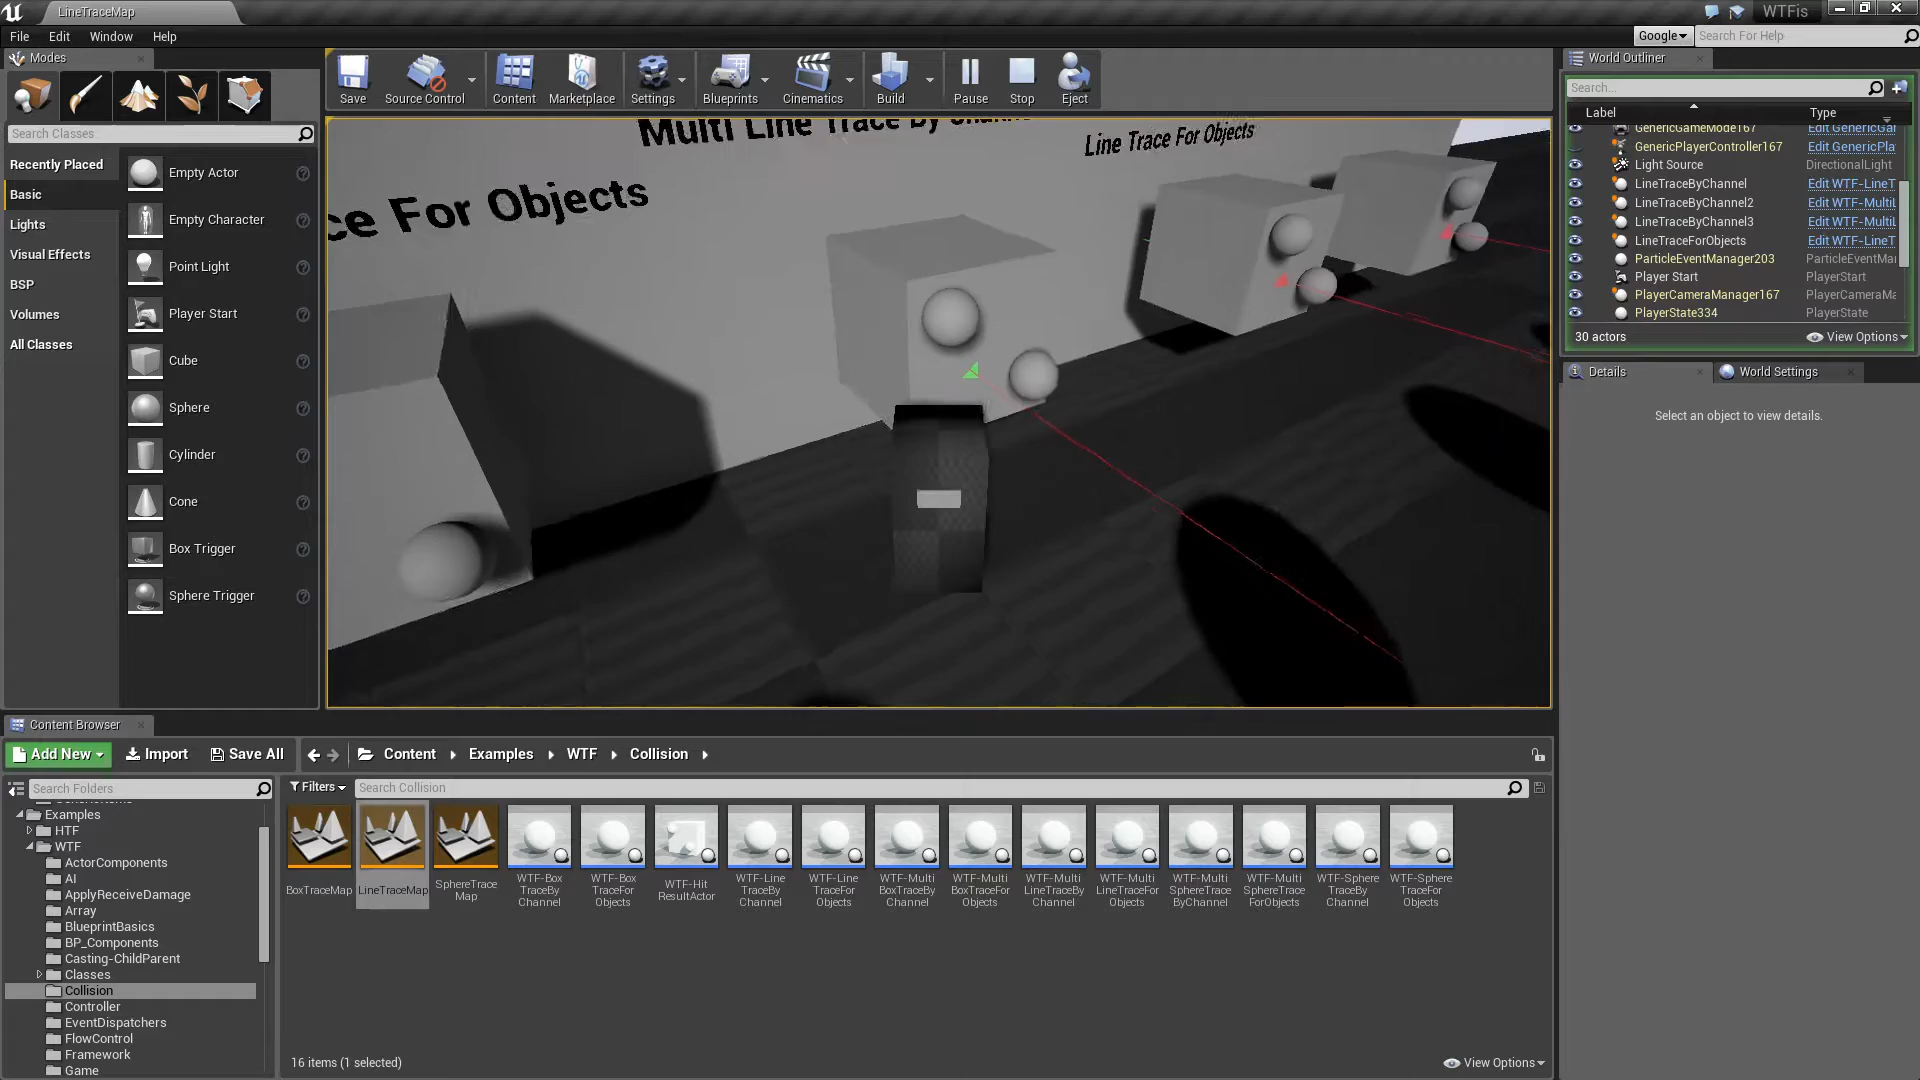 LineTraceMap
WTFis
File Edit Window Help
Google
Search For Help
Modes
Search Classes
Recently Placed
Basic
Lights
Visual Effects
BSP
Volumes
All Classes
Empty Actor
Empty Character
Point Light
Player Start
Cube
Sphere
Cylinder
Cone
Box Trigger
Sphere Trigger
Save
Source Control
Content
Marketplace
Settings
Blueprints
Cinematics
Build
Pause
Stop
Eject
Multi Line Trace By
Line Trace For Objects
ce For Objects
World Outliner
Search...
Label Type
GenericGameMode167 Edit GenericGar
GenericPlayerController167 Edit GenericPla
Light Source DirectionalLight
LineTraceByChannel Edit WTF-LineT
LineTraceByChannel2 Edit WTF-MultiL
LineTraceByChannel3 Edit WTF-MultiL
LineTraceForObjects Edit WTF-LineT
ParticleEventManager203 ParticleEventMar
Player Start PlayerStart
PlayerCameraManager167 PlayerCameraMa
PlayerState334 PlayerState
30 actors
View Options
Details
World Settings
Select an object to view details.
Content Browser
Add New Import Save All
Content Examples WTF Collision
Search Folders
Filters
Search Collision
Examples
HTF
WTF
ActorComponents
AI
ApplyReceiveDamage
Array
BlueprintBasics
BP_Components
Casting-ChildParent
Classes
Collision
Controller
EventDispatchers
FlowControl
Framework
Game
BoxTraceMap
LineTraceMap
SphereTrace
Map
WTF-Box
TraceBy
Channel
WTF-Box
TraceFor
Objects
WTF-Hit
ResultActor
WTF-Line
TraceBy
Channel
WTF-Line
TraceFor
Objects
WTF-Multi
BoxTraceBy
Channel
WTF-Multi
BoxTraceFor
Objects
WTF-Multi
LineTraceBy
Channel
WTF-Multi
LineTraceFor
Objects
WTF-Multi
SphereTrace
ByChannel
WTF-Multi
SphereTrace
ForObjects
WTF-Sphere
TraceBy
Channel
WTF-Sphere
TraceFor
Objects
16 items (1 selected)
View Options